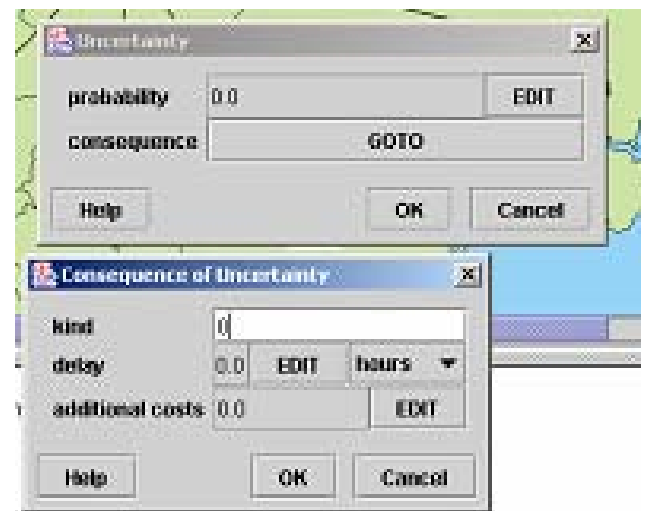 Uncertainty
probability 0.0 EDIT
consequence GOTO
Help OK Cancel
Consequence of Uncertainty
kind 0
delay 0.0 EDIT hours
additional costs 0.0 EDIT
Help OK Cancel